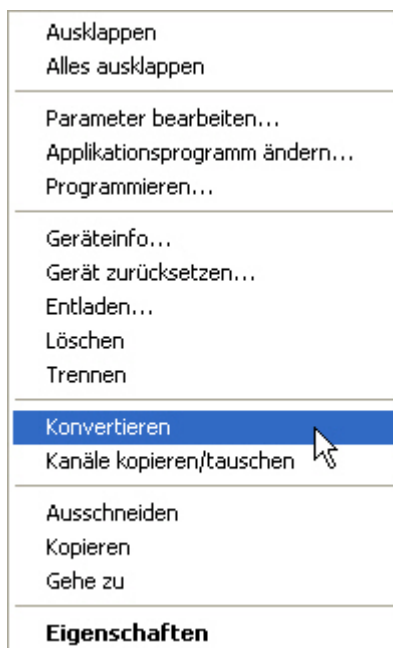 Ausklappen
Alles ausklappen
Parameter bearbeiten...
Applikationsprogramm ändern...
Programmieren...
Geräteinfo...
Gerät zurücksetzen...
Entladen...
Löschen
Trennen
Konvertieren
Kanäle kopieren/tauschen
Ausschneiden
Kopieren
Gehe zu
Eigenschaften